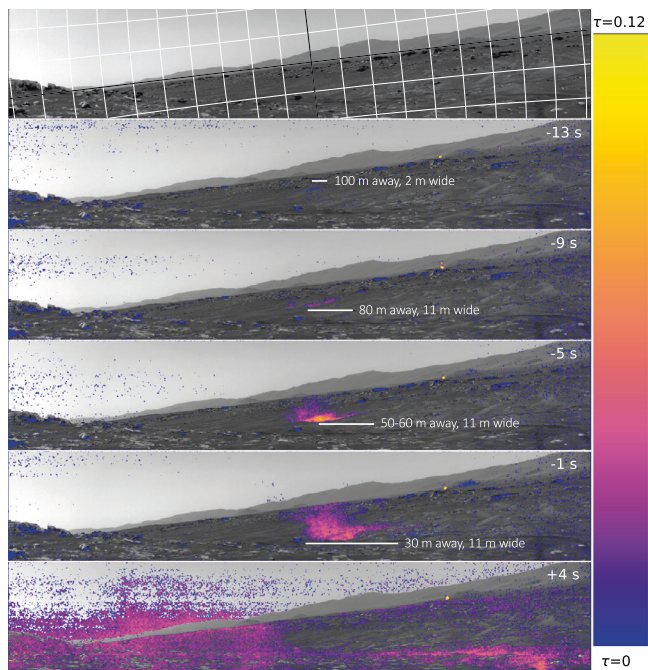 τ=0.12
-13 s
100 m away, 2 m wide
-9 s
80 m away, 11 m wide
-5 s
50-60 m away, 11 m wide
-1 s
30 m away, 11 m wide
+4 s
τ=0